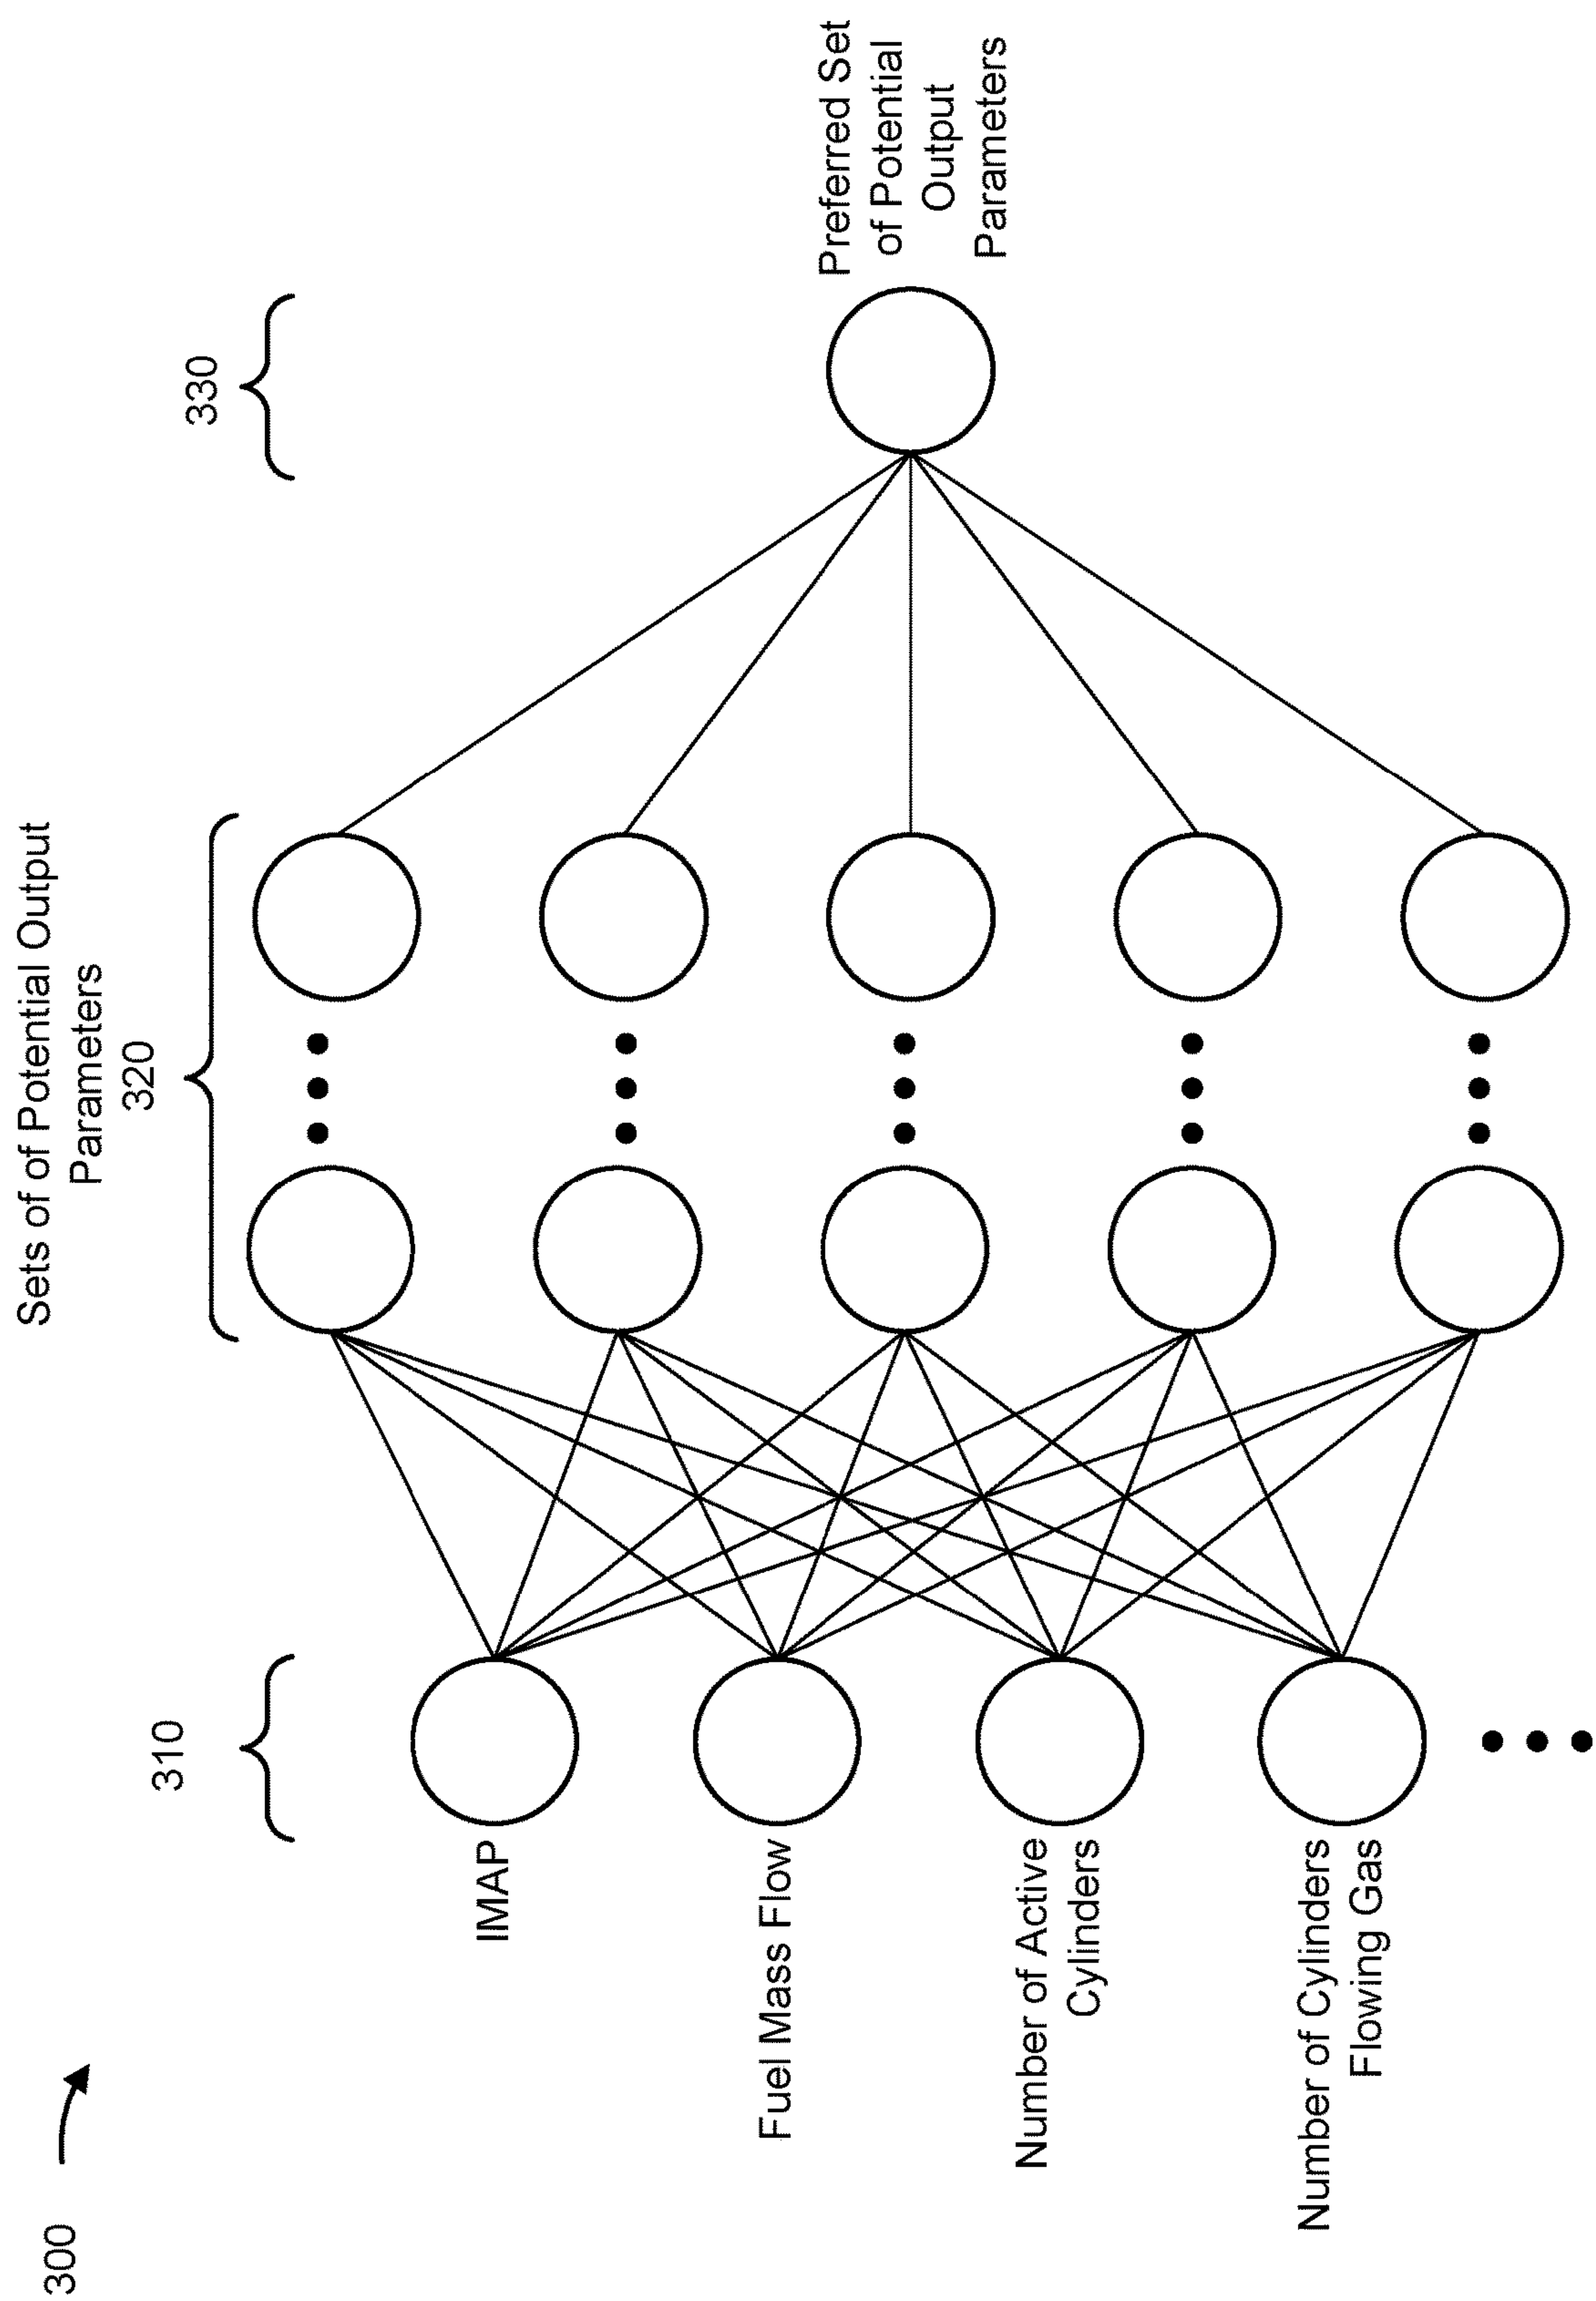 300
Sets of of Potential Output
Parameters
320
310
330
IMAP
Fuel Mass Flow
Number of Active
Cylinders
Number of Cylinders
Flowing Gas
Preferred Set
of Potential
Output
Parameters